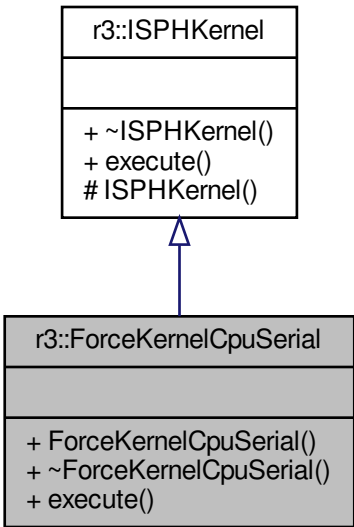 r3::ISPHKernel
+ ~ISPHKernel()
+ execute()
# ISPHKernel()
r3::ForceKernelCpuSerial
+ ForceKernelCpuSerial()
+ ~ForceKernelCpuSerial()
+ execute()